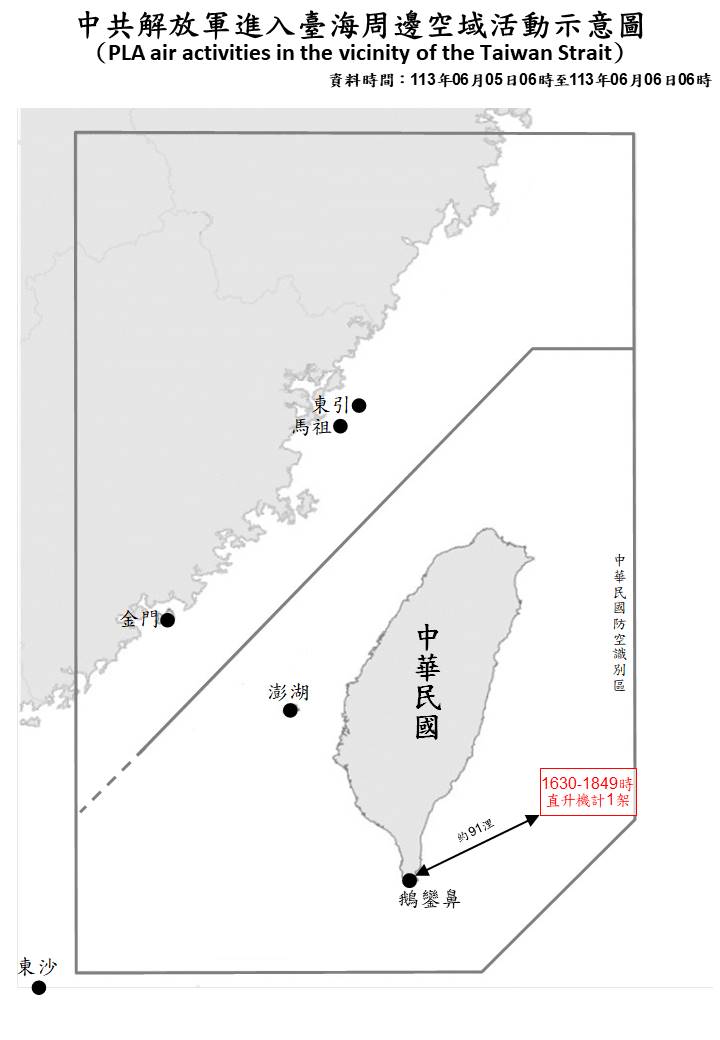 中共解放軍進入臺海周邊空域活動示意圖
（PLA air activities in the vicinity of the Taiwan Strait）
資料時間：113年06月05日06時至113年06月06日06時
東引
馬祖
中華民國防空識別區
金門
中華民國
澎湖
1630-1849時
直升機計1架
約91浬
鵝鑾鼻
東沙